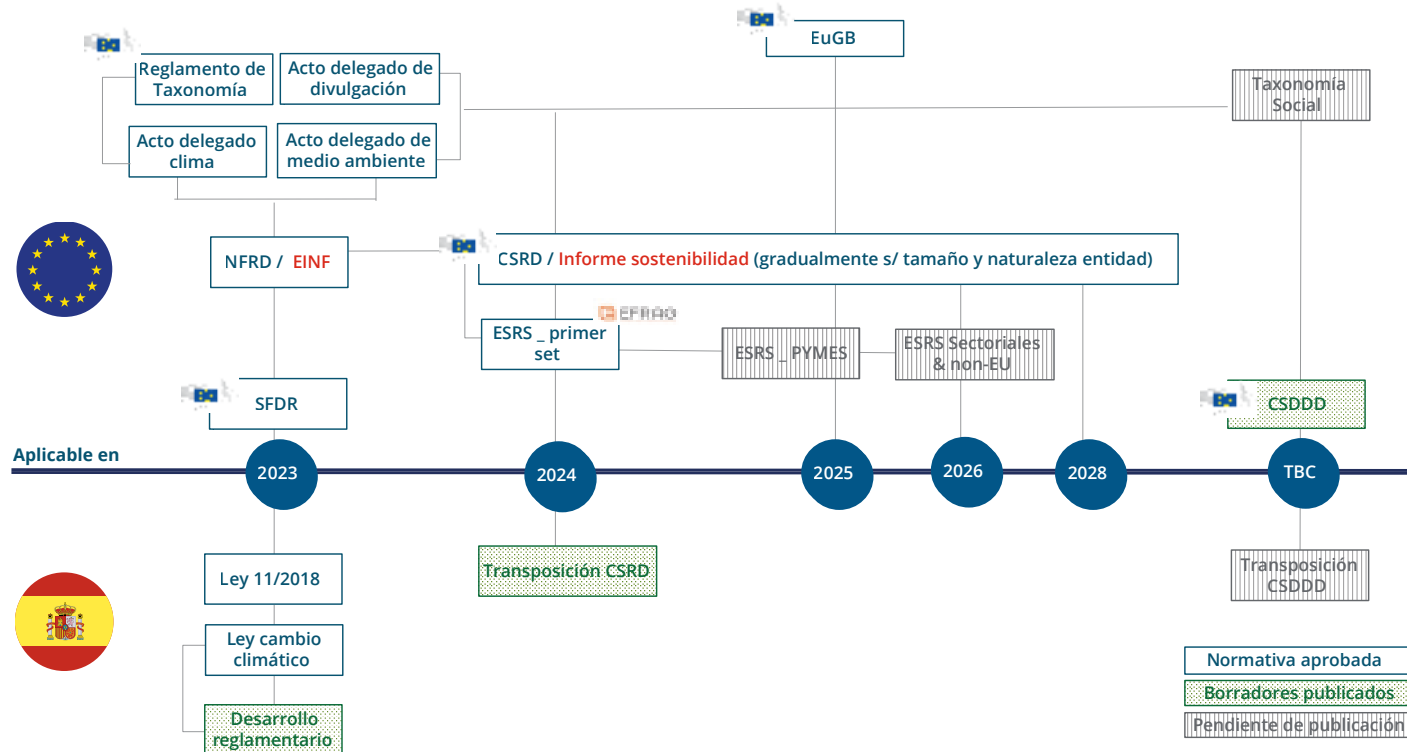 EuGB
Reglamento de
Taxonomía
Acto delegado de
divulgación
Taxonomía
Social
Acto delegado
clima
Acto delegado de
medio ambiente
NFRD / EINF
CSRD / Informe sostenibilidad (gradualmente s/ tamaño y naturaleza entidad)
EFRAG
ESRS _ primer
set
ESRS _ PYMES
ESRS Sectoriales
& non-EU
SFDR
CSDDD
Aplicable en
2023
2024
2025
2026
2028
TBC
Ley 11/2018
Transposición CSRD
Transposición
CSDDD
Ley cambio
climático
Desarrollo
reglamentario
Normativa aprobada
Borradores publicados
Pendiente de publicación